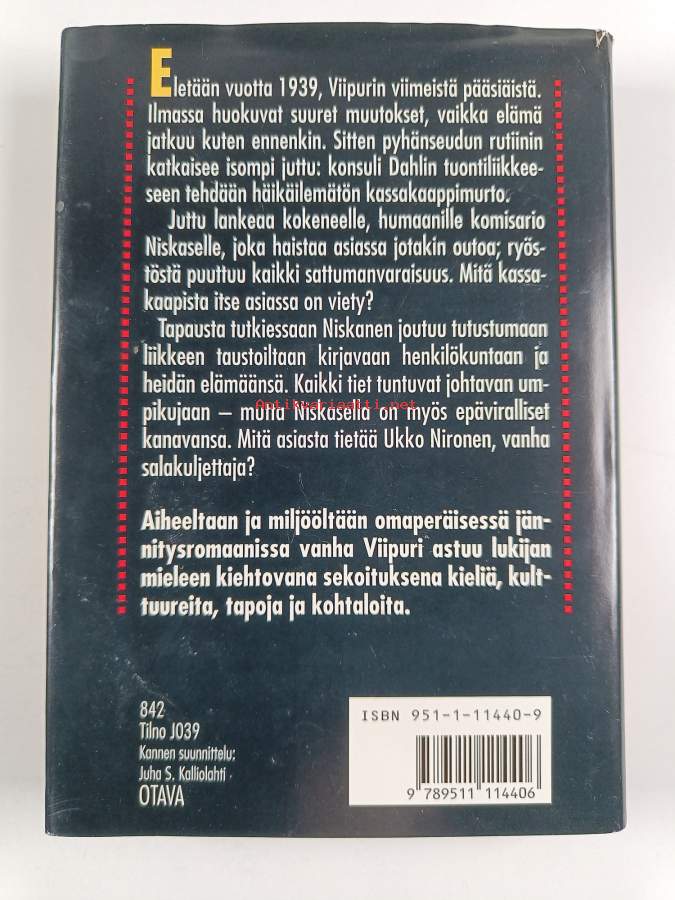 Eletään vuotta 1939, Viipurin viimeistä pääsiäistä.
Ilmassa huokuvat suuret muutokset, vaikka elämä
jatkuu kuten ennenkin. Sitten pyhänseudun rutiinin
katkaisee isompi juttu: konsuli Dahlin tuontiliikkee-
seen tehdään häikäilemätön kassakaappimurto.
Juttu lankeaa kokeneelle, humaanille komisario
Niskaselle, joka haistaa asiassa jotakin outoa; ryös-
töstä puuttuu kaikki sattumanvaraisuus. Mitä kassa-
kaapista itse asiassa on viety?
Tapausta tutkiessaan Niskanen joutuu tutustumaan
liikkeen taustoiltaan kirjavaan henkilökuntaan ja
heidän elämäänsä. Kaikki tiet tuntuvat johtavan um-
pikujaan – mutta Niskasella on myös epäviralliset
Antikvariaatti.net
kanavansa. Mitä asiasta tietää Ukko Nironen, vanha
salakuljettaja?
Aiheeltaan ja miljööltään omaperäisessä jän-
nitysromaanissa vanha Viipuri astuu lukijan
mieleen kiehtovana sekoituksena kieliä, kult-
tuureita, tapoja ja kohtaloita.
842
Tilno J039
Kannen suunnittelu:
Juha S. Kalliolahti
OTAVA
ISBN 951-1-11440-9
9 789511 114406